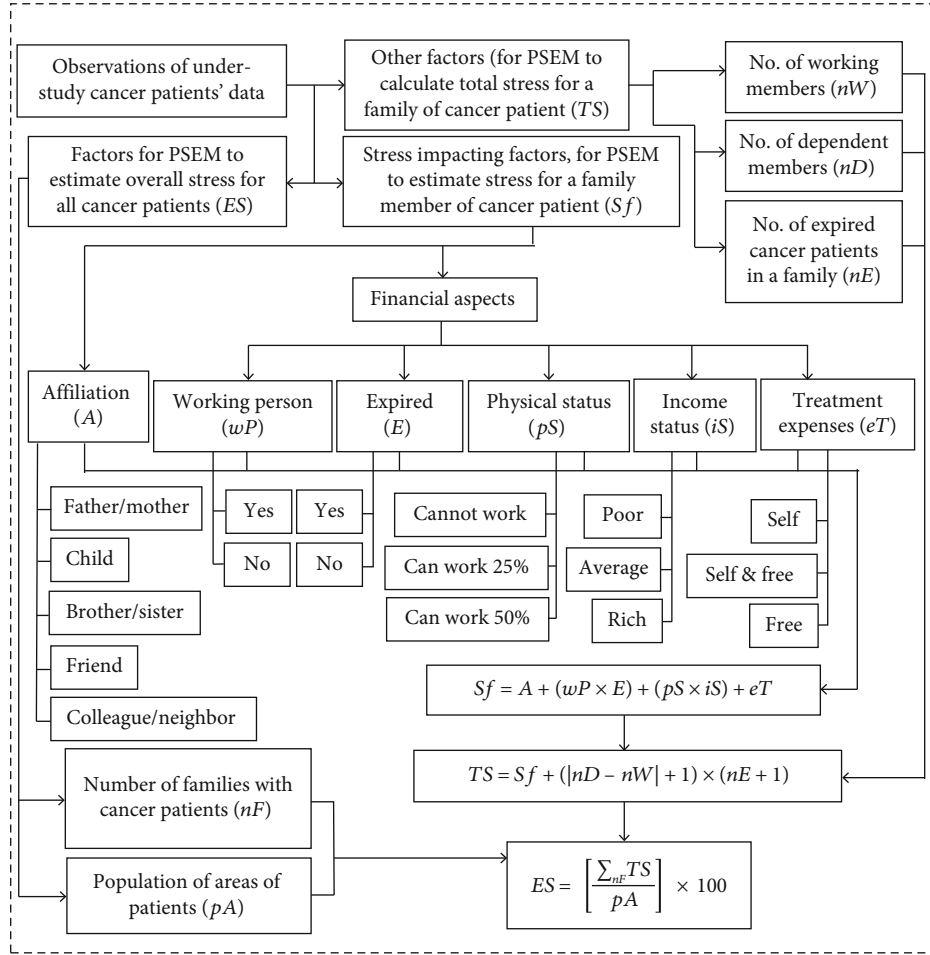 Observations of under-
study cancer patients' data
Other factors (for PSEM to
calculate total stress for a
family of cancer patient (TS)
No. of working
members (nW)
Factors for PSEM to
estimate overall stress for
all cancer patients (ES)
Stress impacting factors, for PSEM
to estimate stress for a family
member of cancer patient (Sf)
No. of dependent
members (nD)
No. of expired
cancer patients
in a family (nE)
Financial aspects
Affiliation
(A)
Working person
(wP)
Expired
(E)
Physical status
(pS)
Income
status (iS)
Treatment
expenses (eT)
Father/mother
Child
Brother/sister
Friend
Colleague/neighbor
Yes
No
Yes
No
Cannot work
Can work 25%
Can work 50%
Poor
Average
Rich
Self
Self & free
Free
Sf = A + (wP × E) + (pS × iS) + eT
TS = Sf + (|nD – nW| + 1) × (nE + 1)
Number of families with
cancer patients (nF)
Population of areas of
patients (pA)
ES = [∑nF TS / pA] × 100